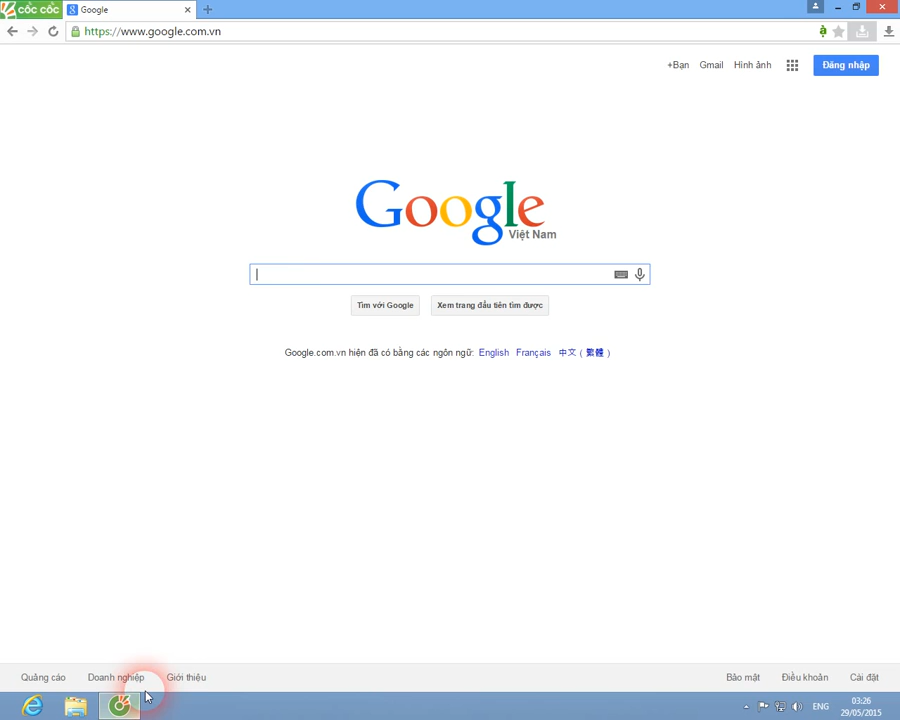 cốc cốc
Google
https://www.google.com.vn
ạ
+Bạn Gmail Hình ảnh Đăng nhập
Google
Việt Nam
Tìm với Google Xem trang đầu tiên tìm được
Google.com.vn hiện đã có bằng các ngôn ngữ: English Français 中文 ( 繁體 )
Quảng cáo Doanh nghiệp Giới thiệu Bảo mật Điều khoản Cài đặt
ENG 03:26
29/05/2015